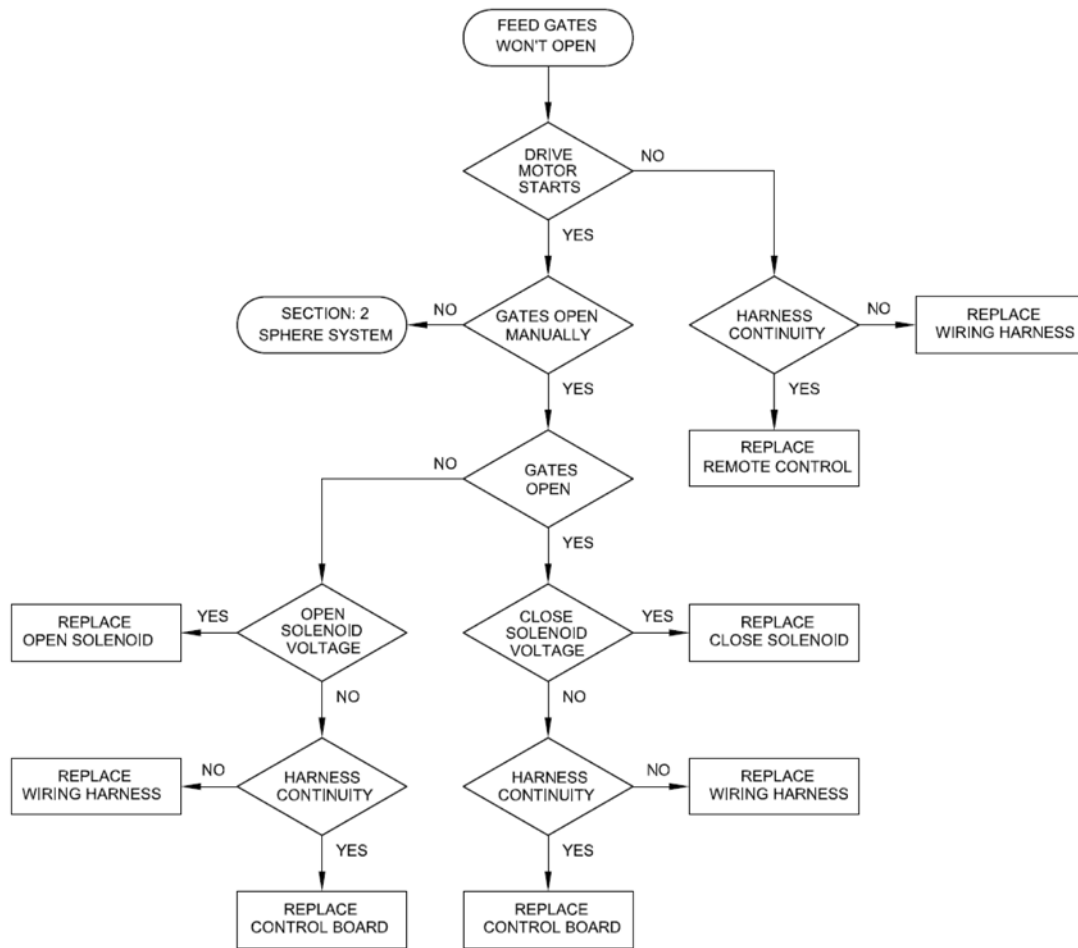 FEED GATES
WON'T OPEN
DRIVE
MOTOR
STARTS
NO
YES
SECTION: 2
SPHERE SYSTEM
NO
GATES OPEN
MANUALLY
HARNESS
CONTINUITY
NO
REPLACE
WIRING HARNESS
YES
YES
REPLACE
REMOTE CONTROL
NO
GATES
OPEN
YES
REPLACE
OPEN SOLENOID
YES
OPEN
SOLENOID
VOLTAGE
CLOSE
SOLENOID
VOLTAGE
YES
REPLACE
CLOSE SOLENOID
NO
NO
REPLACE
WIRING HARNESS
NO
HARNESS
CONTINUITY
HARNESS
CONTINUITY
NO
REPLACE
WIRING HARNESS
YES
YES
REPLACE
CONTROL BOARD
REPLACE
CONTROL BOARD